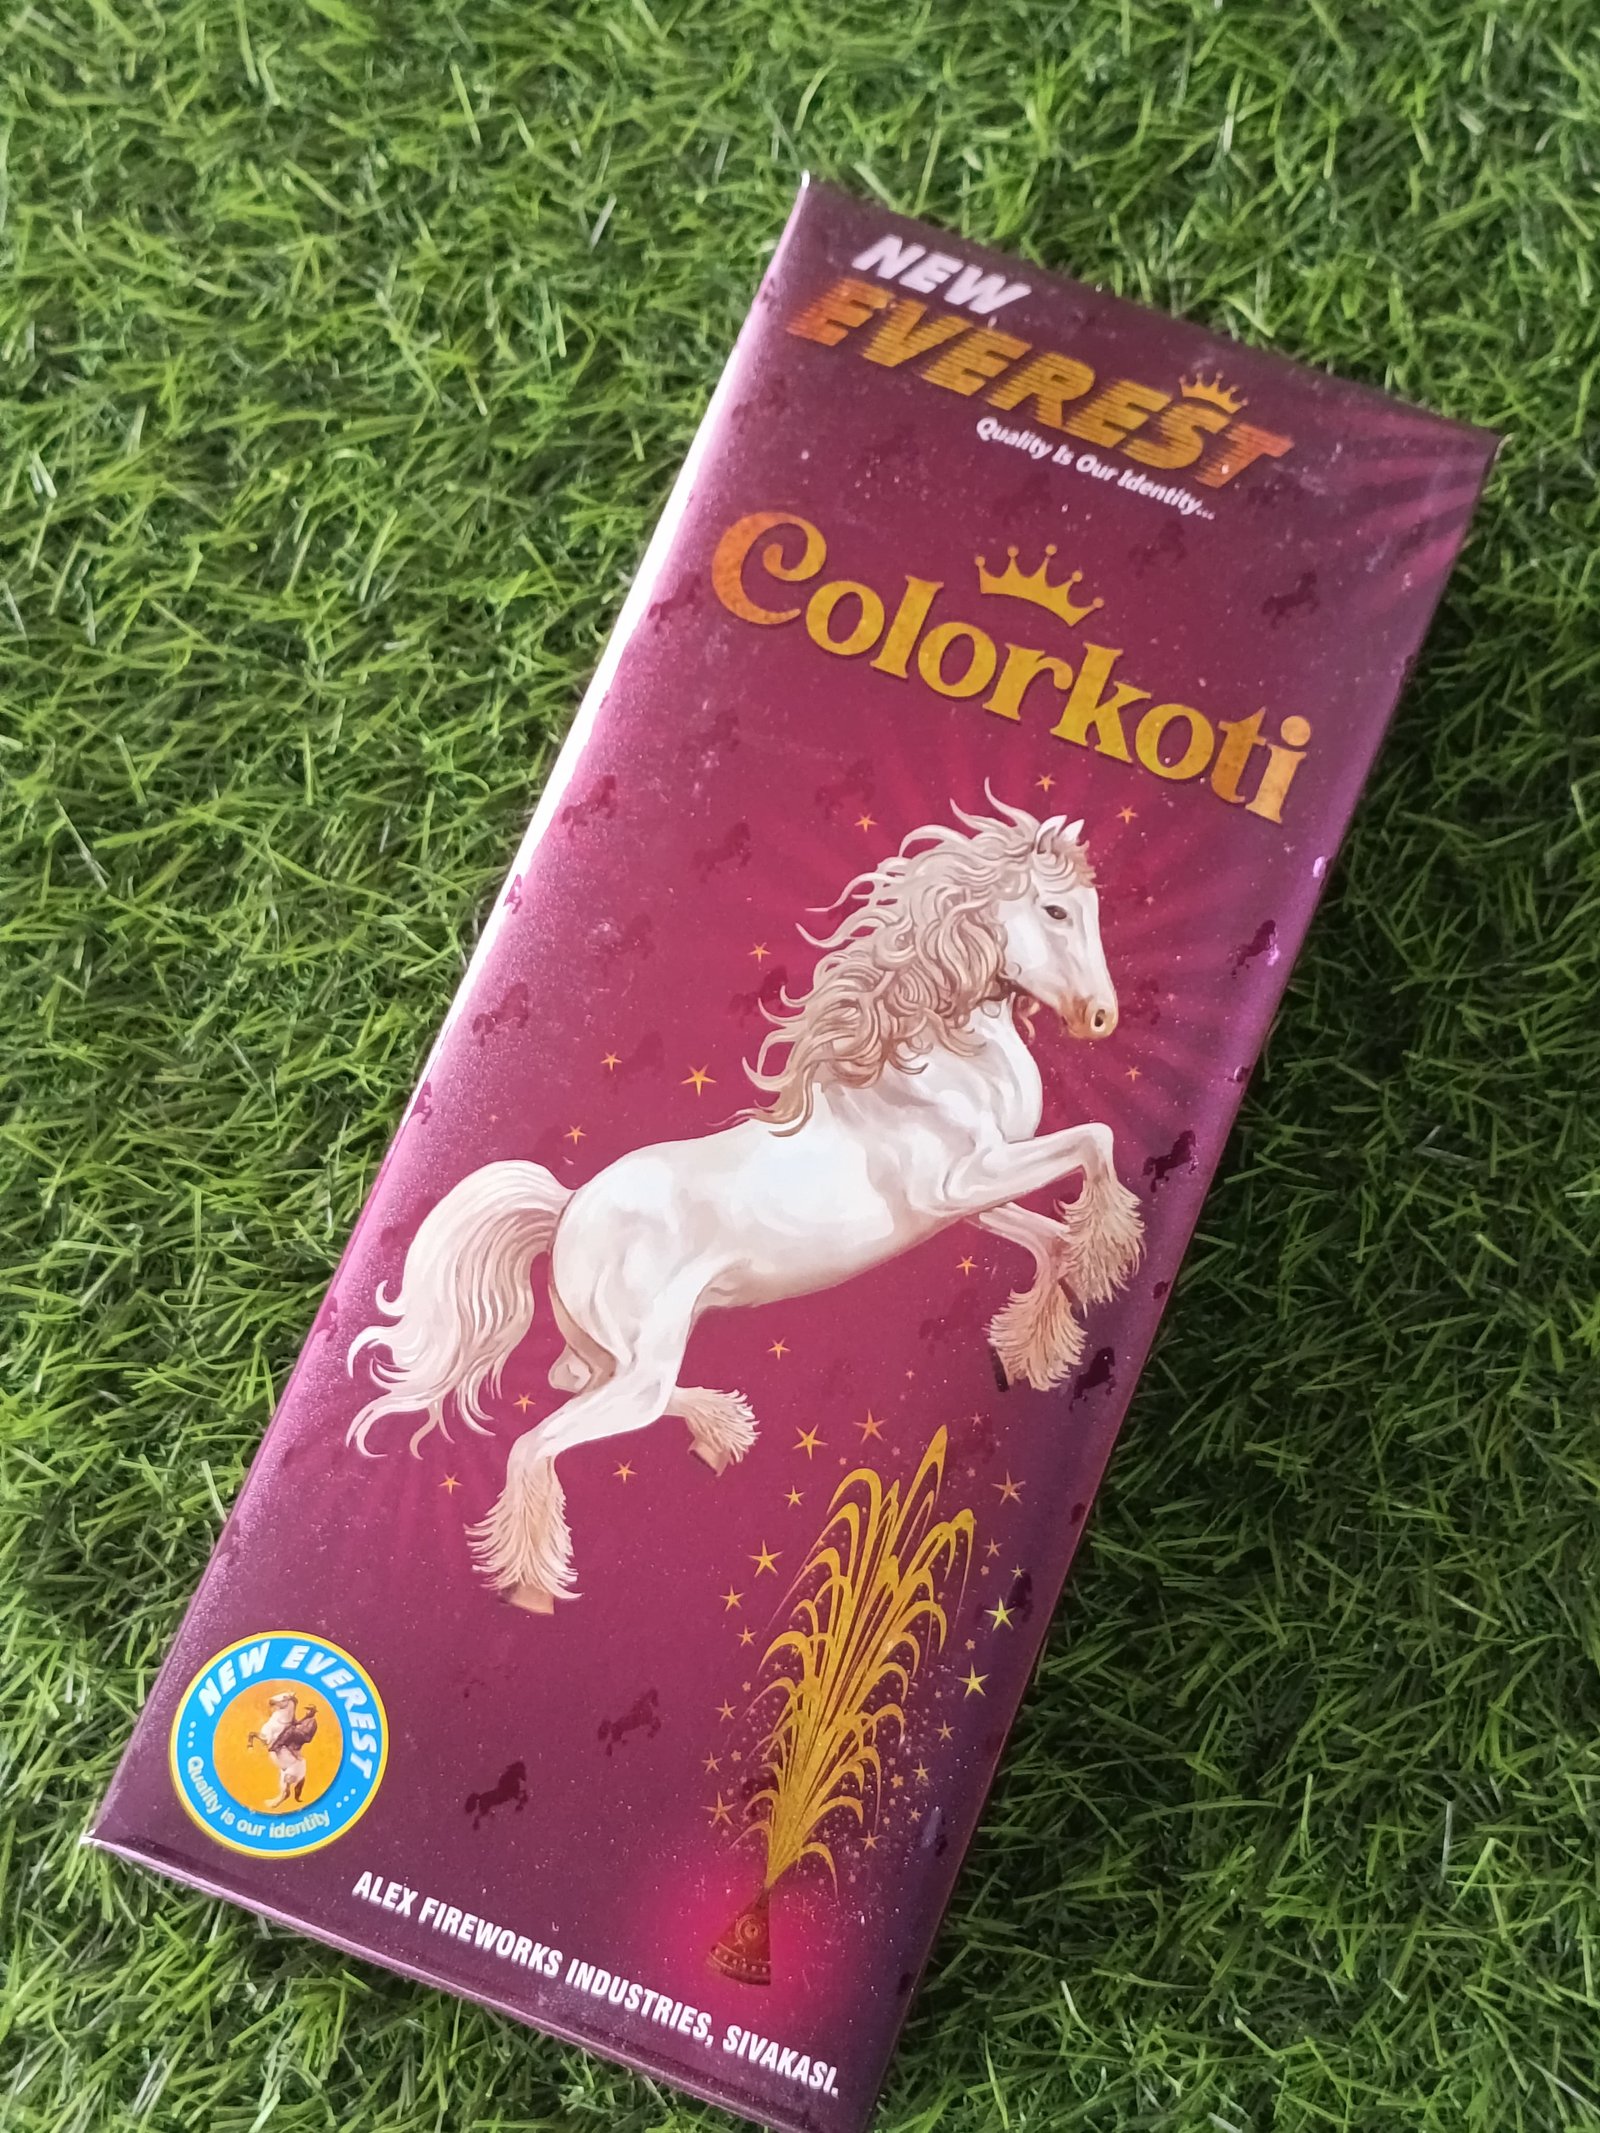 NEW
EVEREST
Quality Is Our Identity...
Colorkoti
NEW EVEREST
... Quality is our identity ...
ALEX FIREWORKS INDUSTRIES, SIVAKASI.